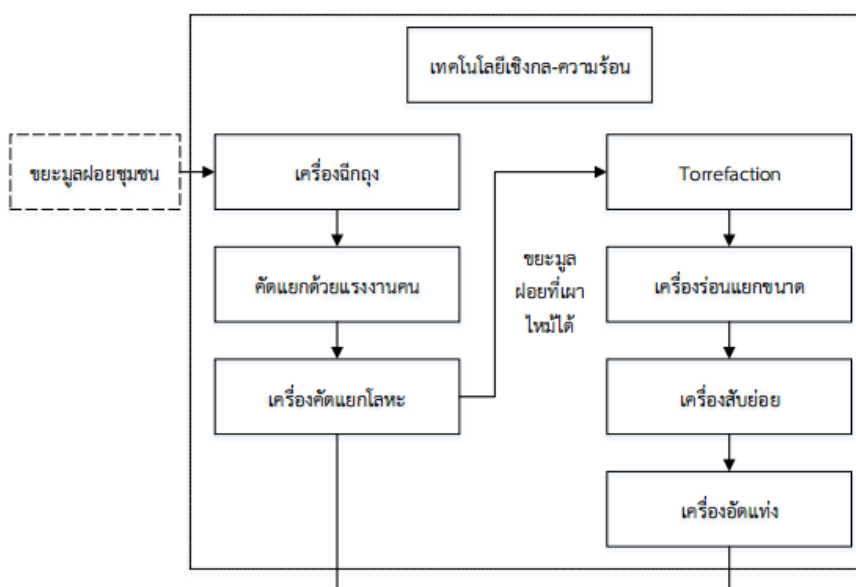 เทคโนโลยีเชิงกล-ความร้อน
ขยะมูลฝอยชุมชน
เครื่องฉีกถุง
คัดแยกด้วยแรงงานคน
เครื่องคัดแยกโลหะ
ขยะมูล
ฝอยที่เผา
ไหม้ได้
Torrefaction
เครื่องร่อนแยกขนาด
เครื่องสับย่อย
เครื่องอัดแท่ง